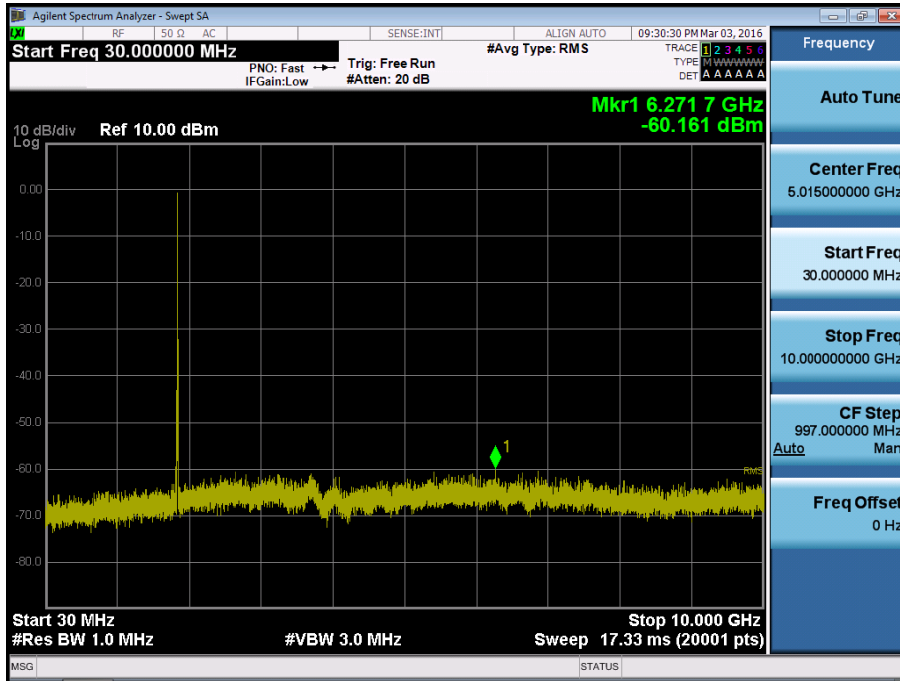 Agilent Spectrum Analyzer - Swept SA
LXI RF 50 Ω AC SENSE:INT ALIGN AUTO 09:30:30 PM Mar 03, 2016
Start Freq 30.000000 MHz
PNO: Fast
IFGain:Low
Trig: Free Run
#Atten: 20 dB
#Avg Type: RMS
TRACE 1 2 3 4 5 6
TYPE M WWWWW
DET A A A A A A
Mkr1 6.271 7 GHz
-60.161 dBm
10 dB/div Ref 10.00 dBm
Log
0.00
-10.0
-20.0
-30.0
-40.0
-50.0
-60.0
-70.0
-80.0
1
RMS
Start 30 MHz Stop 10.000 GHz
#Res BW 1.0 MHz #VBW 3.0 MHz Sweep 17.33 ms (20001 pts)
MSG STATUS
Frequency
Auto Tune
Center Freq
5.015000000 GHz
Start Freq
30.000000 MHz
Stop Freq
10.000000000 GHz
CF Step
997.000000 MHz
Auto Man
Freq Offset
0 Hz